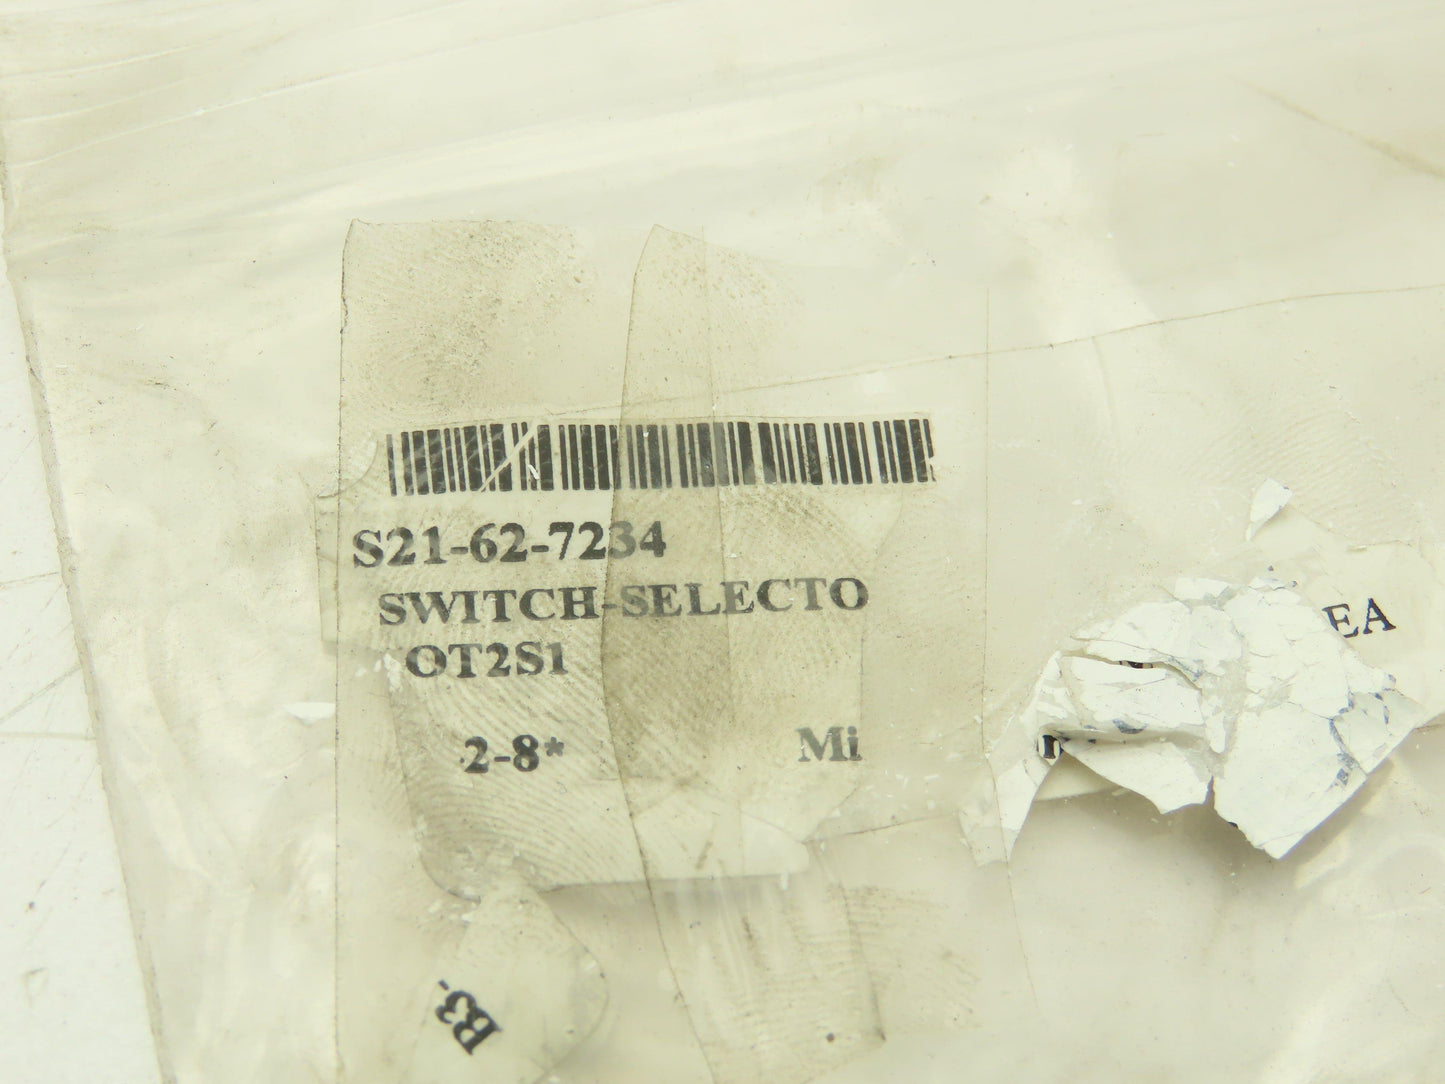 S21-62-7234
SWITCH-SELECTO
OT2S1
2-8*
Mi
EA
B3-